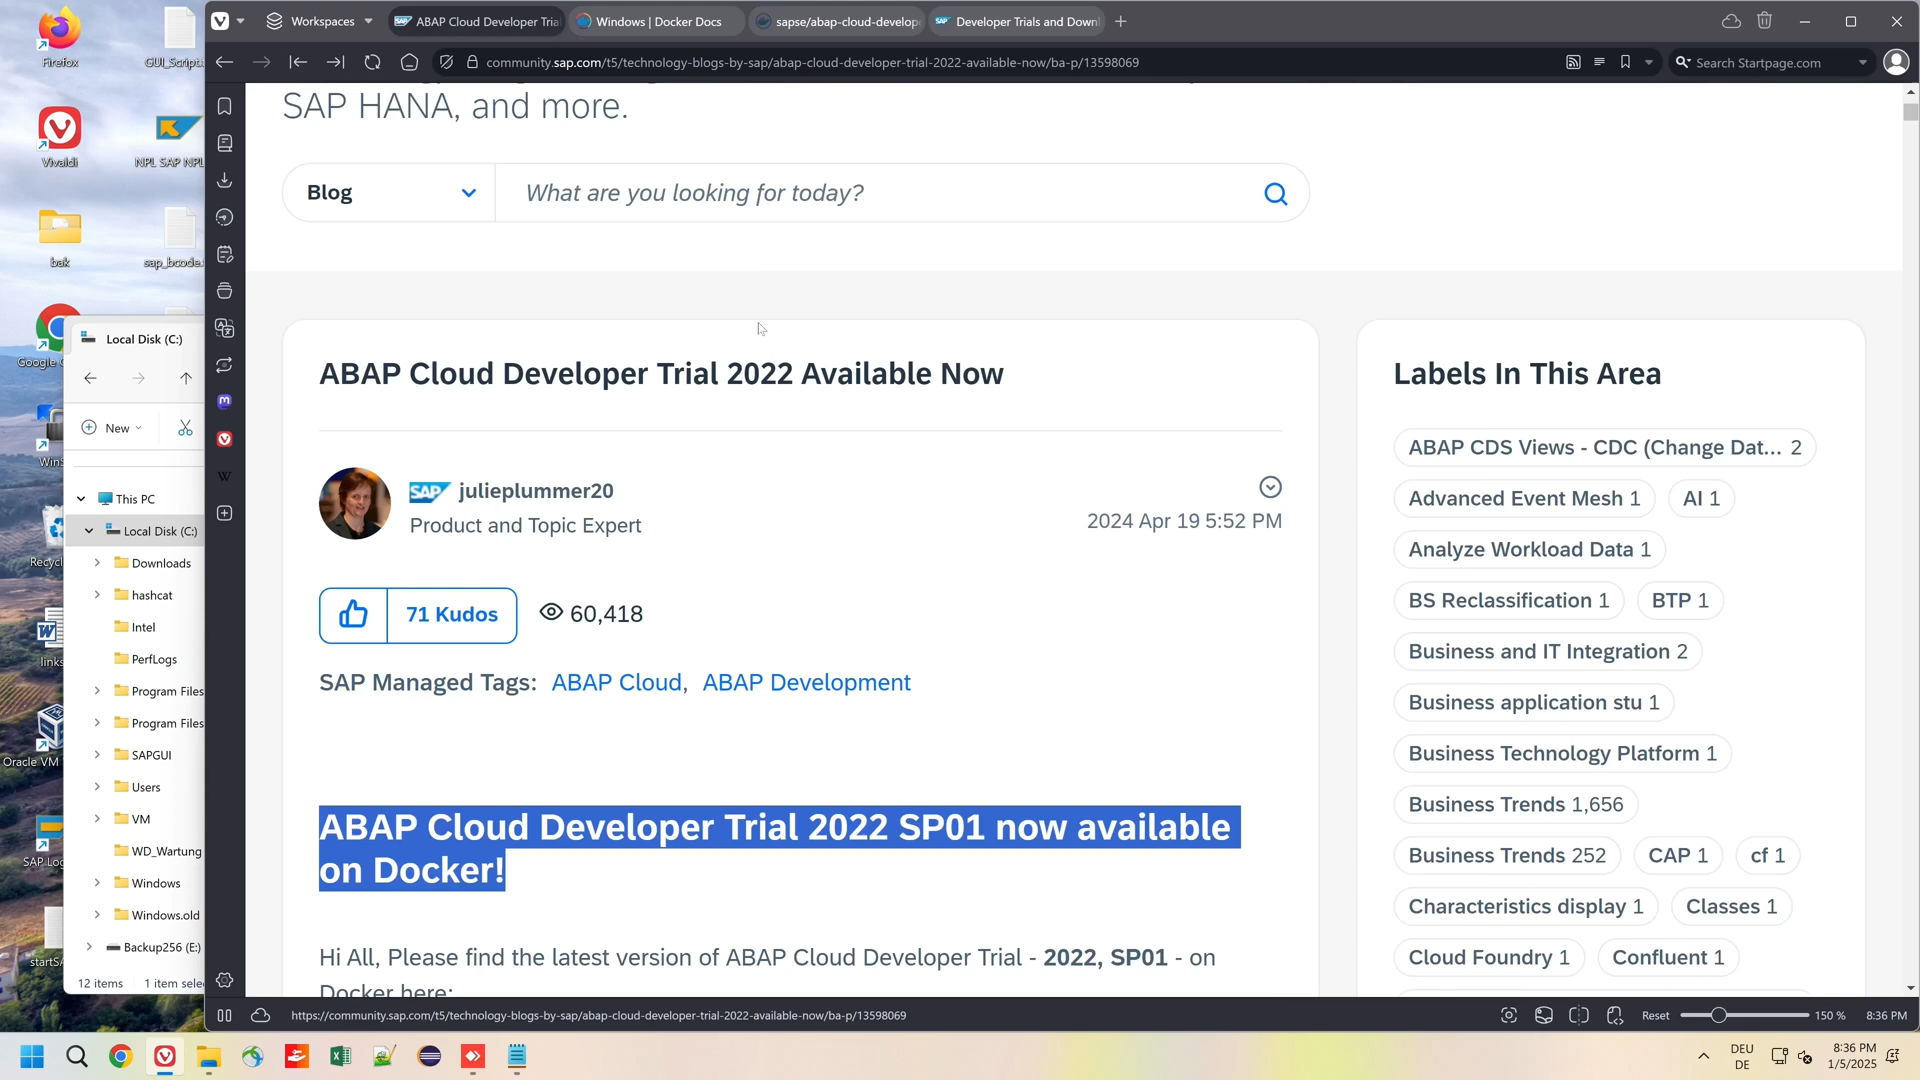 Workspaces
ABAP Cloud Developer Tria
Windows | Docker Docs
sapse/abap-cloud-develop
Developer Trials and Downl
community.sap.com/t5/technology-blogs-by-sap/abap-cloud-developer-trial-2022-available-now/ba-p/13598069
Search Startpage.com
Firefox
GUI_Script
Vivaldi
NPL SAP NPL
bak
sap_bcode.
Google
WinS
Recycl
links
Oracle VM
SAP Log
startSA
Local Disk (C:)
New
This PC
Local Disk (C:)
Downloads
hashcat
Intel
PerfLogs
Program Files
Program Files
SAPGUI
Users
VM
WD_Wartung
Windows
Windows.old
Backup256 (E:)
12 items
1 item sele
SAP HANA, and more.
Blog
What are you looking for today?
ABAP Cloud Developer Trial 2022 Available Now
SAP julieplummer20
Product and Topic Expert
2024 Apr 19 5:52 PM
71 Kudos
60,418
SAP Managed Tags: ABAP Cloud, ABAP Development
ABAP Cloud Developer Trial 2022 SP01 now available
on Docker!
Hi All, Please find the latest version of ABAP Cloud Developer Trial - 2022, SP01 - on
Docker here:
Labels In This Area
ABAP CDS Views - CDC (Change Dat... 2
Advanced Event Mesh 1
AI 1
Analyze Workload Data 1
BS Reclassification 1
BTP 1
Business and IT Integration 2
Business application stu 1
Business Technology Platform 1
Business Trends 1,656
Business Trends 252
CAP 1
cf 1
Characteristics display 1
Classes 1
Cloud Foundry 1
Confluent 1
https://community.sap.com/t5/technology-blogs-by-sap/abap-cloud-developer-trial-2022-available-now/ba-p/13598069
Reset
150 %
8:36 PM
DEU
DE
8:36 PM
1/5/2025